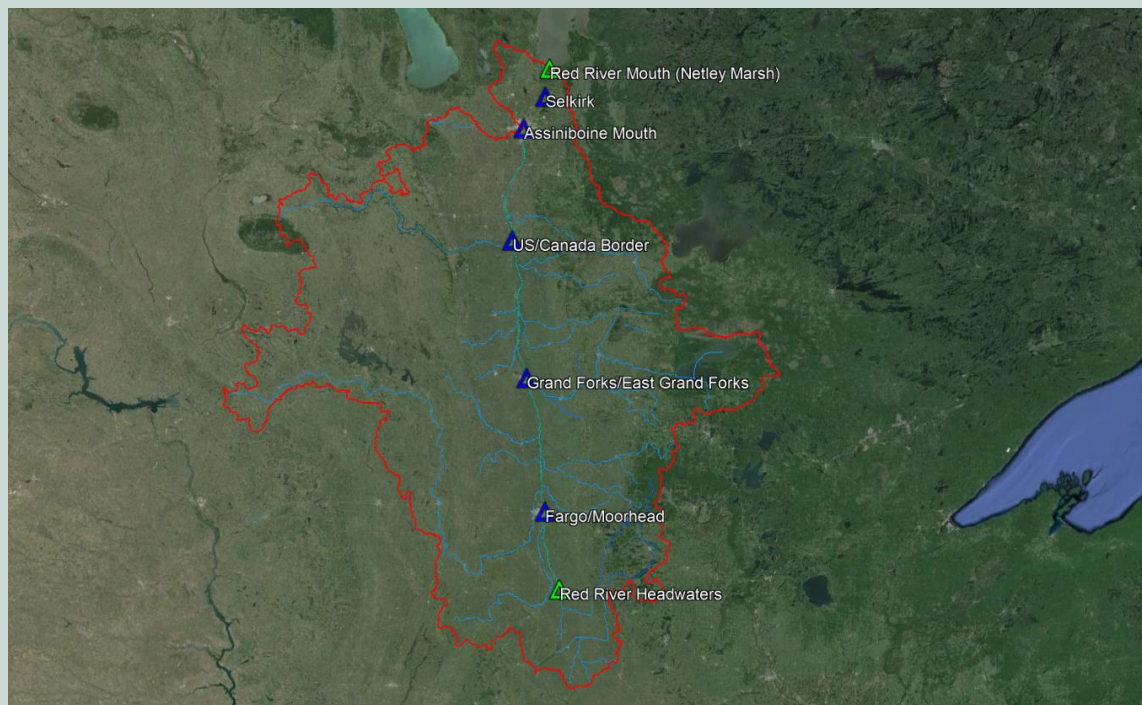 Red River Mouth (Netley Marsh)
Selkirk
Assiniboine Mouth
US/Canada Border
Grand Forks/East Grand Forks
Fargo/Moorhead
Red River Headwaters